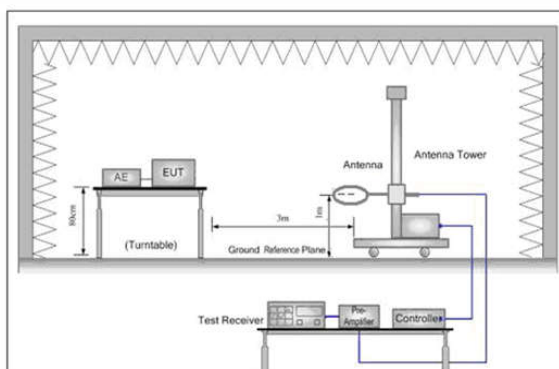 Antenna Tower
Antenna
AE
EUT
80cm
(Turntable)
3m
1m
Ground Reference Plane
Test Receiver
Pre-
Amplifier
Controller